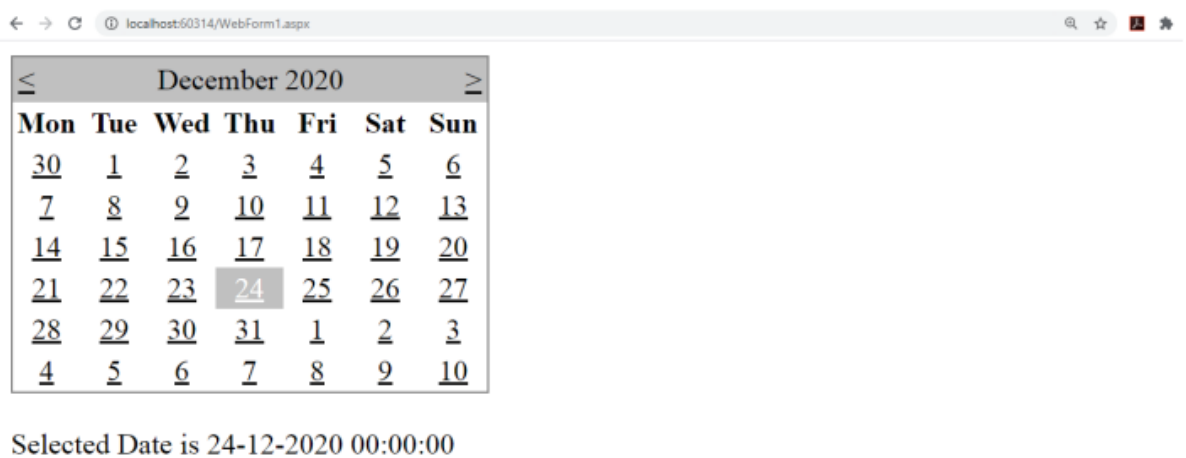 localhost:60314/WebForm1.aspx
< December 2020 >
Mon Tue Wed Thu Fri Sat Sun
30 1 2 3 4 5 6
7 8 9 10 11 12 13
14 15 16 17 18 19 20
21 22 23 24 25 26 27
28 29 30 31 1 2 3
4 5 6 7 8 9 10
Selected Date is 24-12-2020 00:00:00